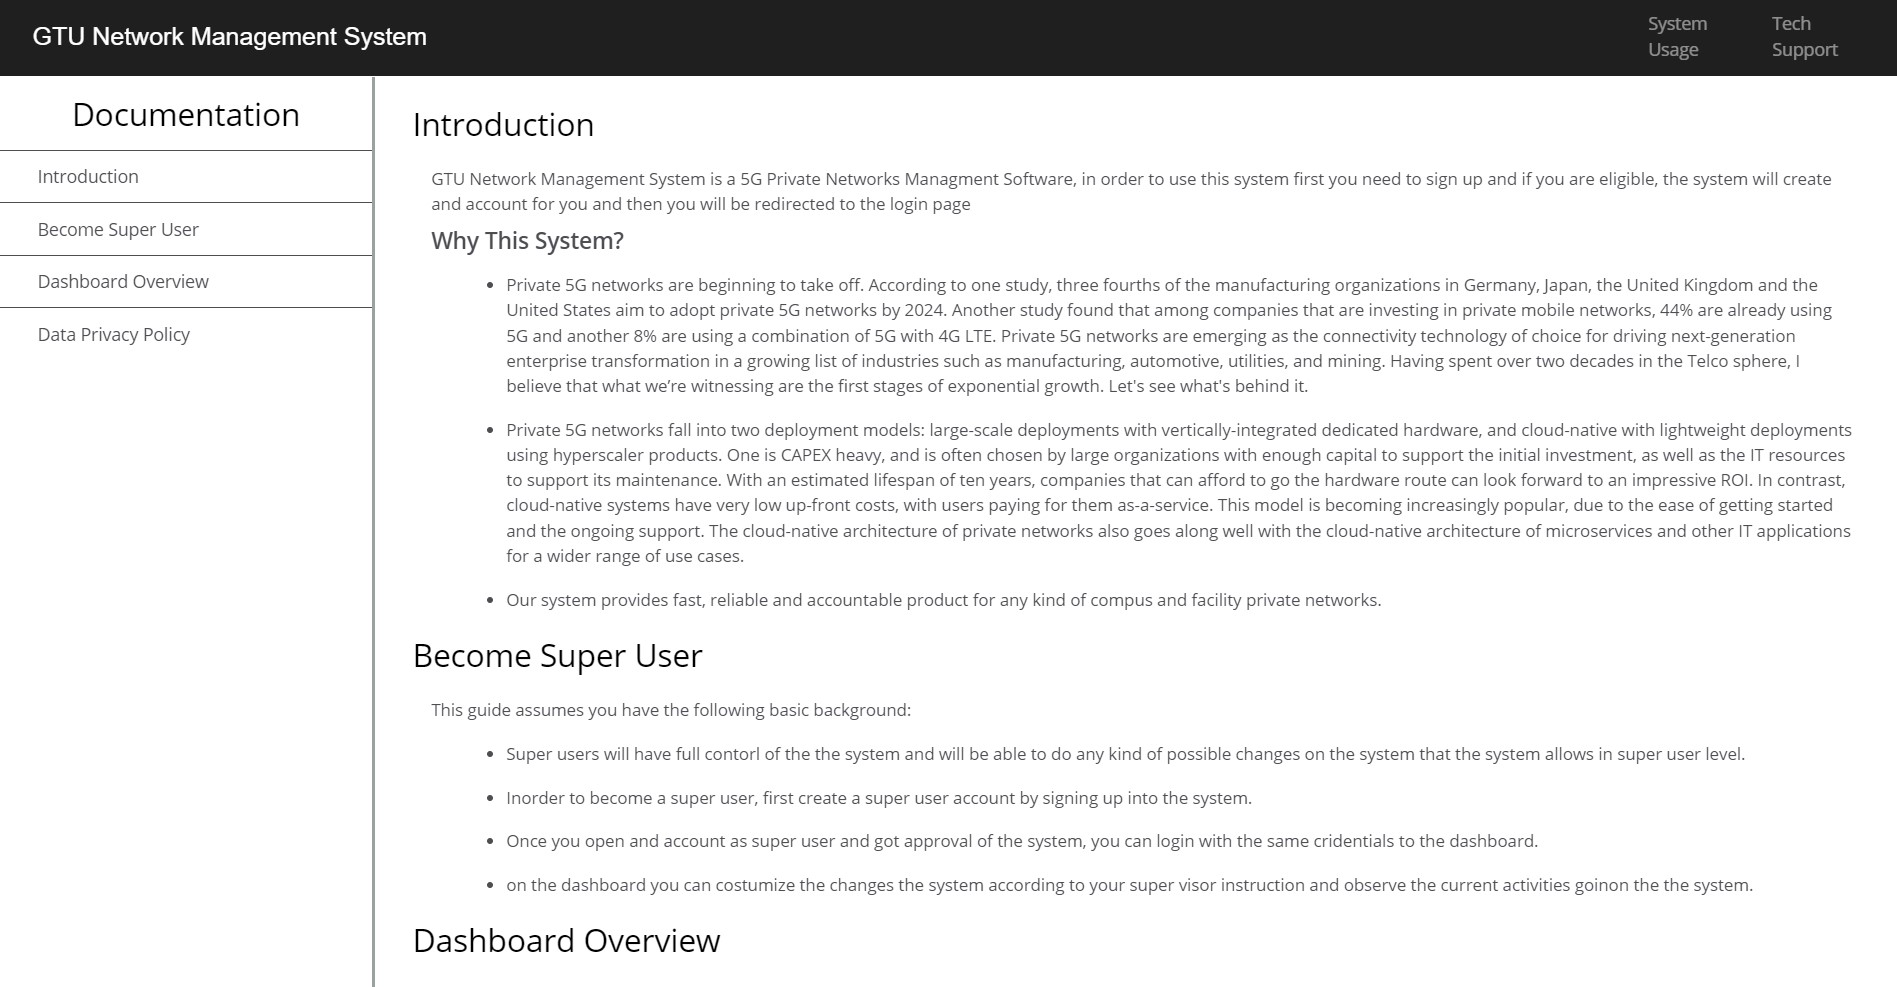 GTU Network Management System
System
Usage
Tech
Support
Documentation
Introduction
Become Super User
Dashboard Overview
Data Privacy Policy
Introduction
GTU Network Management System is a 5G Private Networks Managment Software, in order to use this system first you need to sign up and if you are eligible, the system will create
and account for you and then you will be redirected to the login page
Why This System?
• Private 5G networks are beginning to take off. According to one study, three fourths of the manufacturing organizations in Germany, Japan, the United Kingdom and the
United States aim to adopt private 5G networks by 2024. Another study found that among companies that are investing in private mobile networks, 44% are already using
5G and another 8% are using a combination of 5G with 4G LTE. Private 5G networks are emerging as the connectivity technology of choice for driving next-generation
enterprise transformation in a growing list of industries such as manufacturing, automotive, utilities, and mining. Having spent over two decades in the Telco sphere, I
believe that what we’re witnessing are the first stages of exponential growth. Let's see what's behind it.
• Private 5G networks fall into two deployment models: large-scale deployments with vertically-integrated dedicated hardware, and cloud-native with lightweight deployments
using hyperscaler products. One is CAPEX heavy, and is often chosen by large organizations with enough capital to support the initial investment, as well as the IT resources
to support its maintenance. With an estimated lifespan of ten years, companies that can afford to go the hardware route can look forward to an impressive ROI. In contrast,
cloud-native systems have very low up-front costs, with users paying for them as-a-service. This model is becoming increasingly popular, due to the ease of getting started
and the ongoing support. The cloud-native architecture of private networks also goes along well with the cloud-native architecture of microservices and other IT applications
for a wider range of use cases.
• Our system provides fast, reliable and accountable product for any kind of compus and facility private networks.
Become Super User
This guide assumes you have the following basic background:
• Super users will have full contorl of the the system and will be able to do any kind of possible changes on the system that the system allows in super user level.
• Inorder to become a super user, first create a super user account by signing up into the system.
• Once you open and account as super user and got approval of the system, you can login with the same cridentials to the dashboard.
• on the dashboard you can costumize the changes the system according to your super visor instruction and observe the current activities goinon the the system.
Dashboard Overview